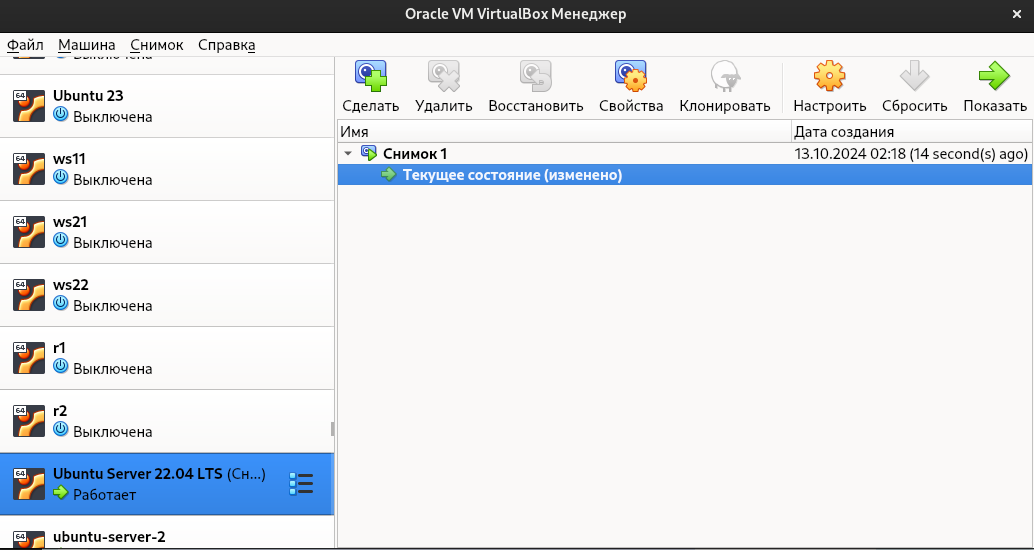 Oracle VM VirtualBox Менеджер
Файл Машина Снимок Справка
Выключена
64
Ubuntu 23
Выключена
64
ws11
Выключена
64
ws21
Выключена
64
ws22
Выключена
64
r1
Выключена
64
r2
Выключена
64
Ubuntu Server 22.04 LTS (Сн...)
Работает
64
ubuntu-server-2
Сделать Удалить Восстановить Свойства Клонировать Настроить Сбросить Показать
Имя Дата создания
Снимок 1 13.10.2024 02:18 (14 second(s) ago)
Текущее состояние (изменено)